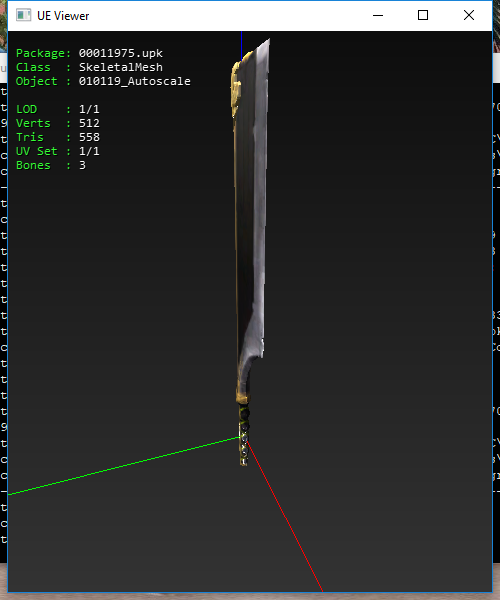 UE Viewer
Package: 00011975.upk
Class : SkeletalMesh
Object : 010119_Autoscale
LOD : 1/1
Verts : 512
Tris : 558
UV Set : 1/1
Bones : 3